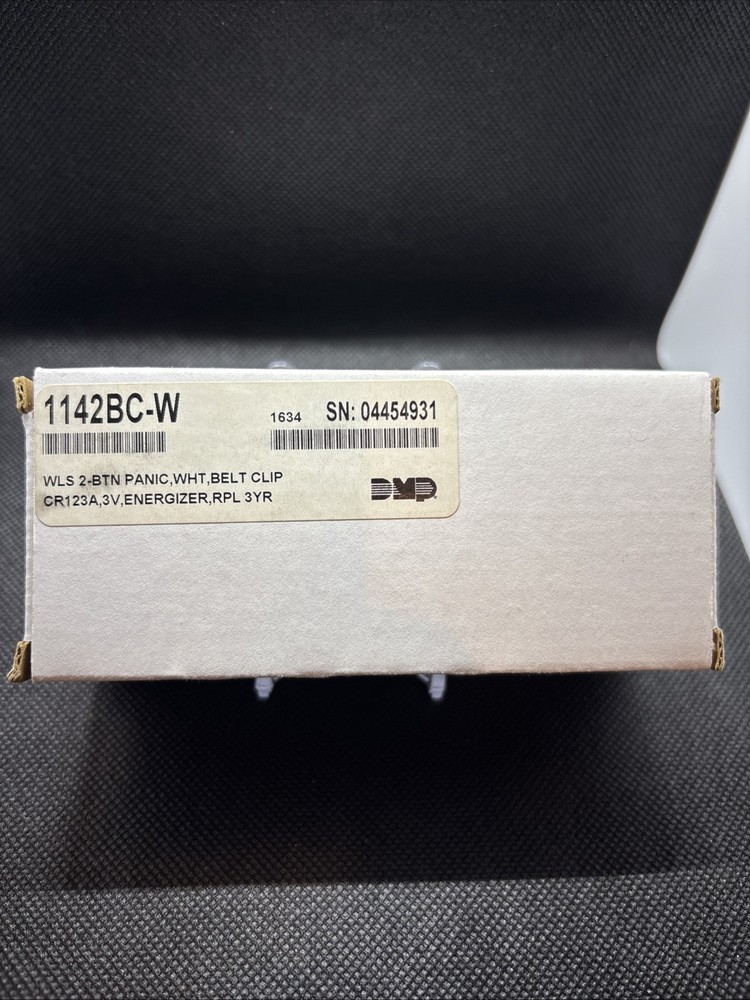 1142BC-W
1634 SN: 04454931
WLS 2-BTN PANIC,WHT,BELT CLIP
CR123A,3V,ENERGIZER,RPL 3YR
DMP